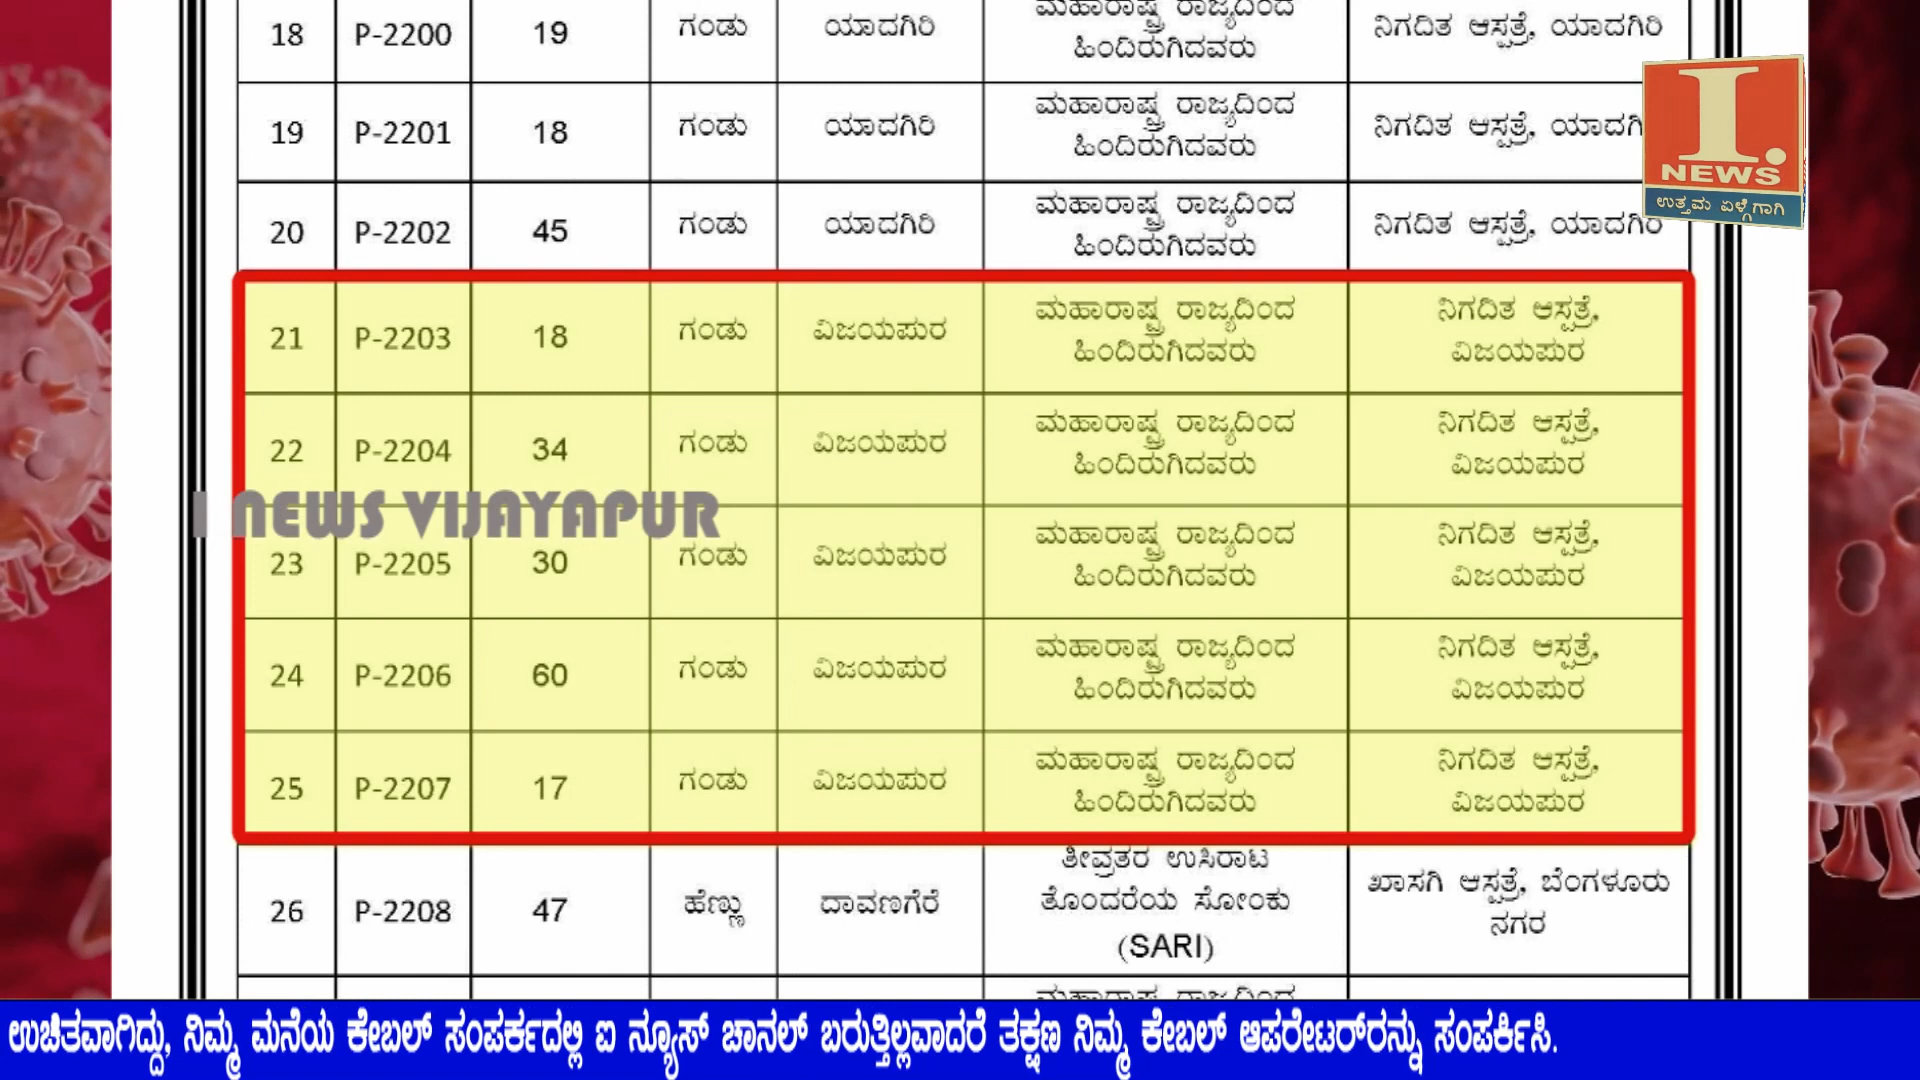 18 P-2200 19 ಗಂಡು ಯಾದಗಿರಿ ಮಹಾರಾಷ್ಟ್ರ ರಾಜ್ಯದಿಂದ ಹಿಂದಿರುಗಿದವರು ನಿಗದಿತ ಆಸ್ಪತ್ರೆ, ಯಾದಗಿರಿ
19 P-2201 18 ಗಂಡು ಯಾದಗಿರಿ ಮಹಾರಾಷ್ಟ್ರ ರಾಜ್ಯದಿಂದ ಹಿಂದಿರುಗಿದವರು ನಿಗದಿತ ಆಸ್ಪತ್ರೆ, ಯಾದಗಿ
20 P-2202 45 ಗಂಡು ಯಾದಗಿರಿ ಮಹಾರಾಷ್ಟ್ರ ರಾಜ್ಯದಿಂದ ಹಿಂದಿರುಗಿದವರು ನಿಗದಿತ ಆಸ್ಪತ್ರೆ, ಯಾದಗಿರಿ
I. NEWS
ಉತ್ತಮ ಏಳ್ಗೆಗಾಗಿ
21 P-2203 18 ಗಂಡು ವಿಜಯಪುರ ಮಹಾರಾಷ್ಟ್ರ ರಾಜ್ಯದಿಂದ ಹಿಂದಿರುಗಿದವರು ನಿಗದಿತ ಆಸ್ಪತ್ರೆ, ವಿಜಯಪುರ
22 P-2204 34 ಗಂಡು ವಿಜಯಪುರ ಮಹಾರಾಷ್ಟ್ರ ರಾಜ್ಯದಿಂದ ಹಿಂದಿರುಗಿದವರು ನಿಗದಿತ ಆಸ್ಪತ್ರೆ, ವಿಜಯಪುರ
I NEWS VIJAYAPUR
23 P-2205 30 ಗಂಡು ವಿಜಯಪುರ ಮಹಾರಾಷ್ಟ್ರ ರಾಜ್ಯದಿಂದ ಹಿಂದಿರುಗಿದವರು ನಿಗದಿತ ಆಸ್ಪತ್ರೆ, ವಿಜಯಪುರ
24 P-2206 60 ಗಂಡು ವಿಜಯಪುರ ಮಹಾರಾಷ್ಟ್ರ ರಾಜ್ಯದಿಂದ ಹಿಂದಿರುಗಿದವರು ನಿಗದಿತ ಆಸ್ಪತ್ರೆ, ವಿಜಯಪುರ
25 P-2207 17 ಗಂಡು ವಿಜಯಪುರ ಮಹಾರಾಷ್ಟ್ರ ರಾಜ್ಯದಿಂದ ಹಿಂದಿರುಗಿದವರು ನಿಗದಿತ ಆಸ್ಪತ್ರೆ, ವಿಜಯಪುರ
26 P-2208 47 ಹೆಣ್ಣು ದಾವಣಗೆರೆ ತೀವ್ರತರ ಉಸಿರಾಟ ತೊಂದರೆಯ ಸೋಂಕು (SARI) ಖಾಸಗಿ ಆಸ್ಪತ್ರೆ, ಬೆಂಗಳೂರು ನಗರ
ಉಚಿತವಾಗಿದ್ದು, ನಿಮ್ಮ ಮನೆಯ ಕೇಬಲ್ ಸಂಪರ್ಕದಲ್ಲಿ ಐ ನ್ಯೂಸ್ ಚಾನಲ್ ಬರುತ್ತಿಲ್ಲವಾದರೆ ತಕ್ಷಣ ನಿಮ್ಮ ಕೇಬಲ್ ಆಪರೇಟರ್‌ರನ್ನು ಸಂಪರ್ಕಿಸಿ.